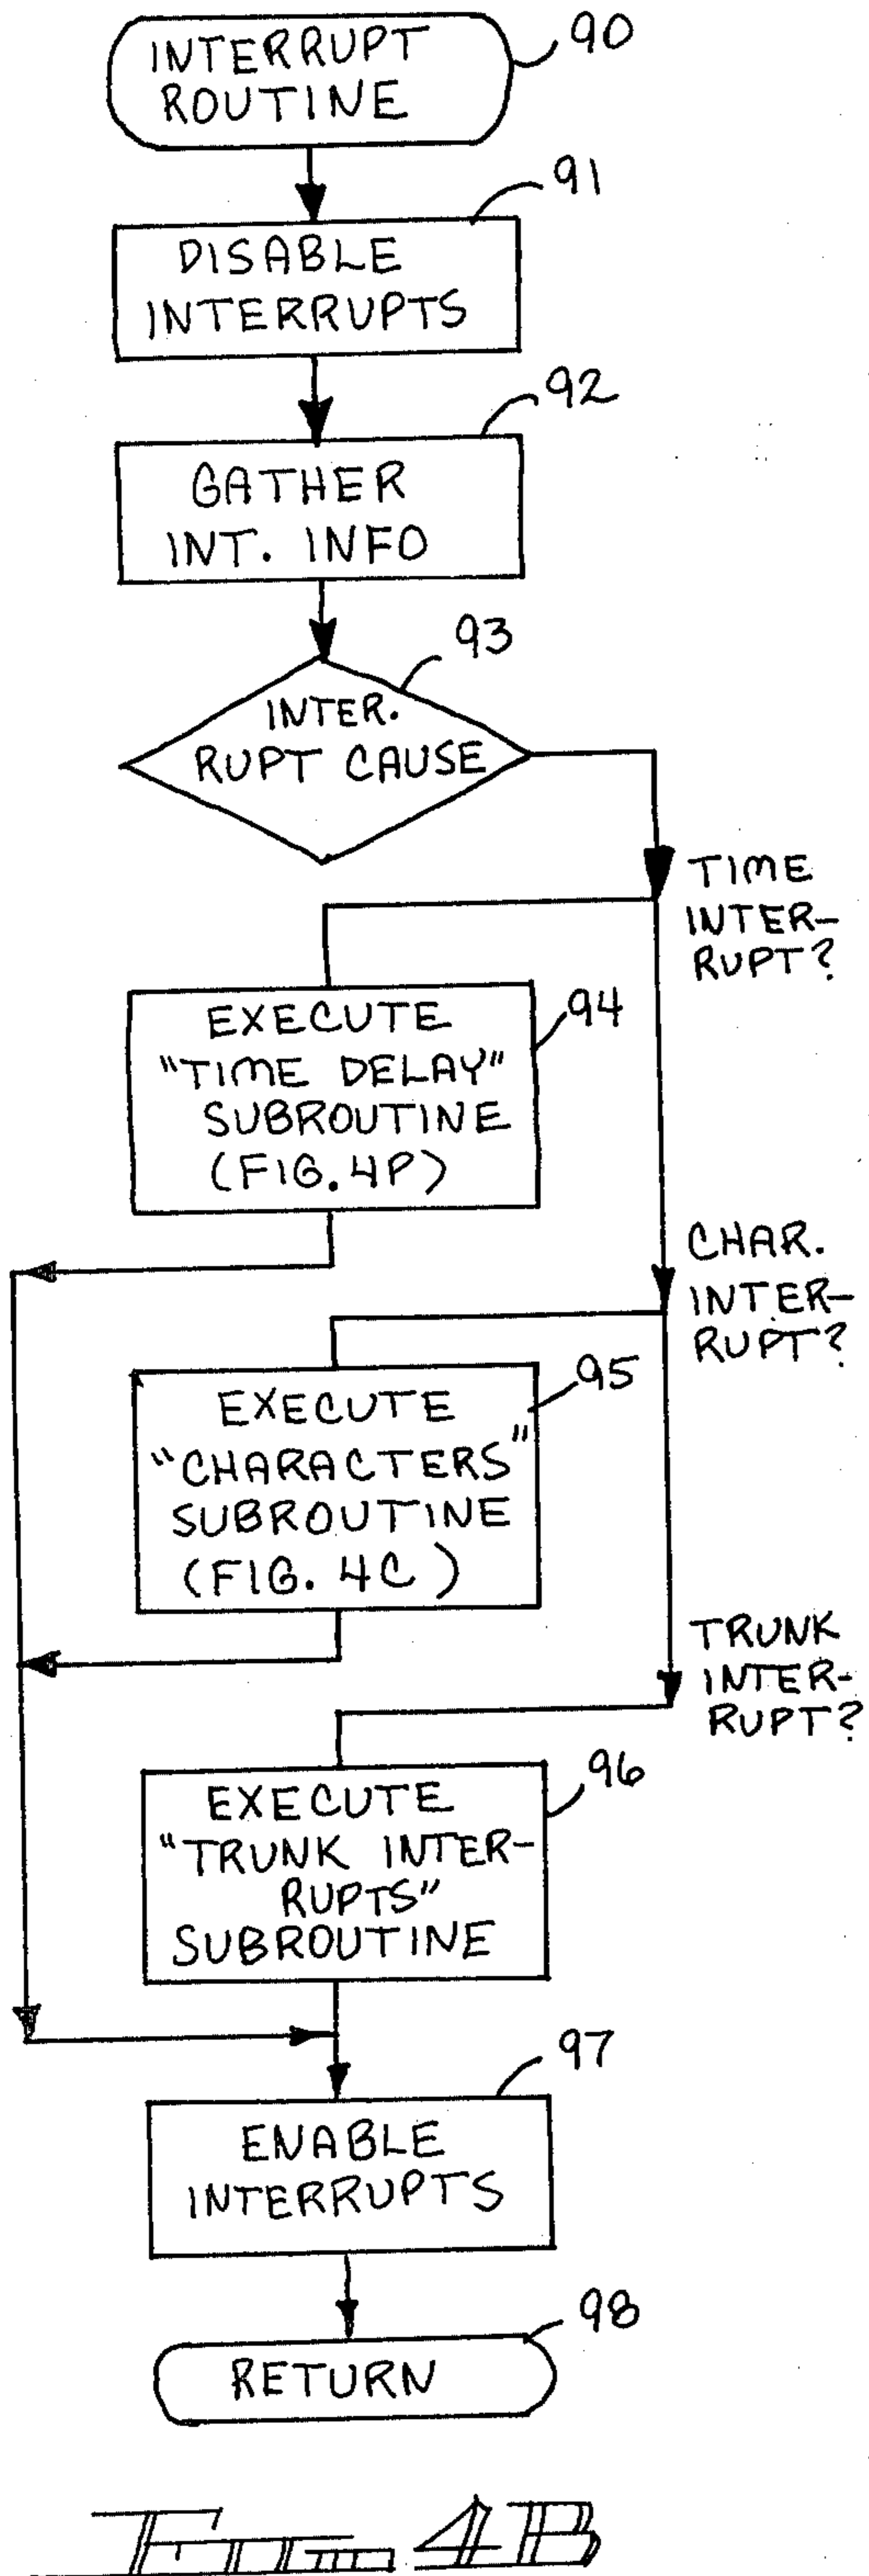 INTERRUPT
ROUTINE
90
91
DISABLE
INTERRUPTS
92
GATHER
INT. INFO
93
INTER.
RUPT CAUSE
TIME
INTER-
RUPT?
EXECUTE
"TIME DELAY"
SUBROUTINE
(FIG. 4P)
94
CHAR.
INTER-
RUPT?
EXECUTE
"CHARACTERS"
SUBROUTINE
(FIG. 4C)
95
TRUNK
INTER-
RUPT?
EXECUTE
"TRUNK INTER-
RUPTS"
SUBROUTINE
96
97
ENABLE
INTERRUPTS
98
RETURN
FIG. 4B